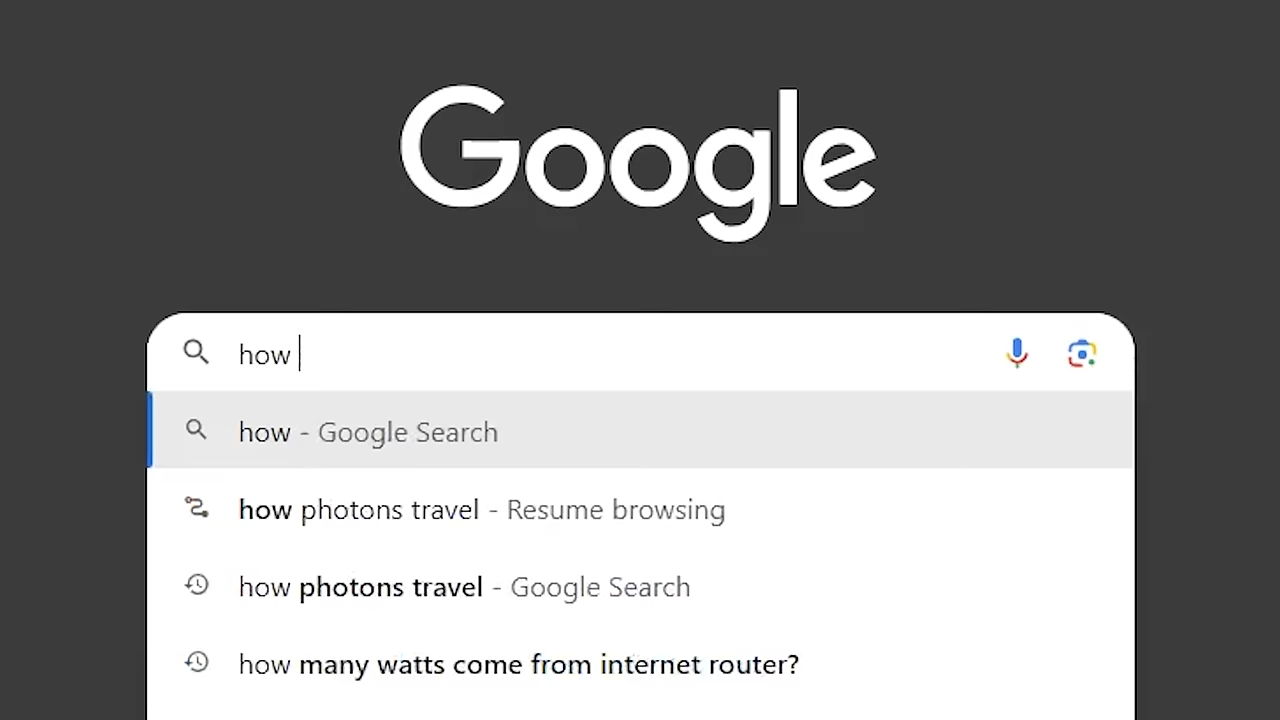 Google
how
how - Google Search
how photons travel - Resume browsing
how photons travel - Google Search
how many watts come from internet router?